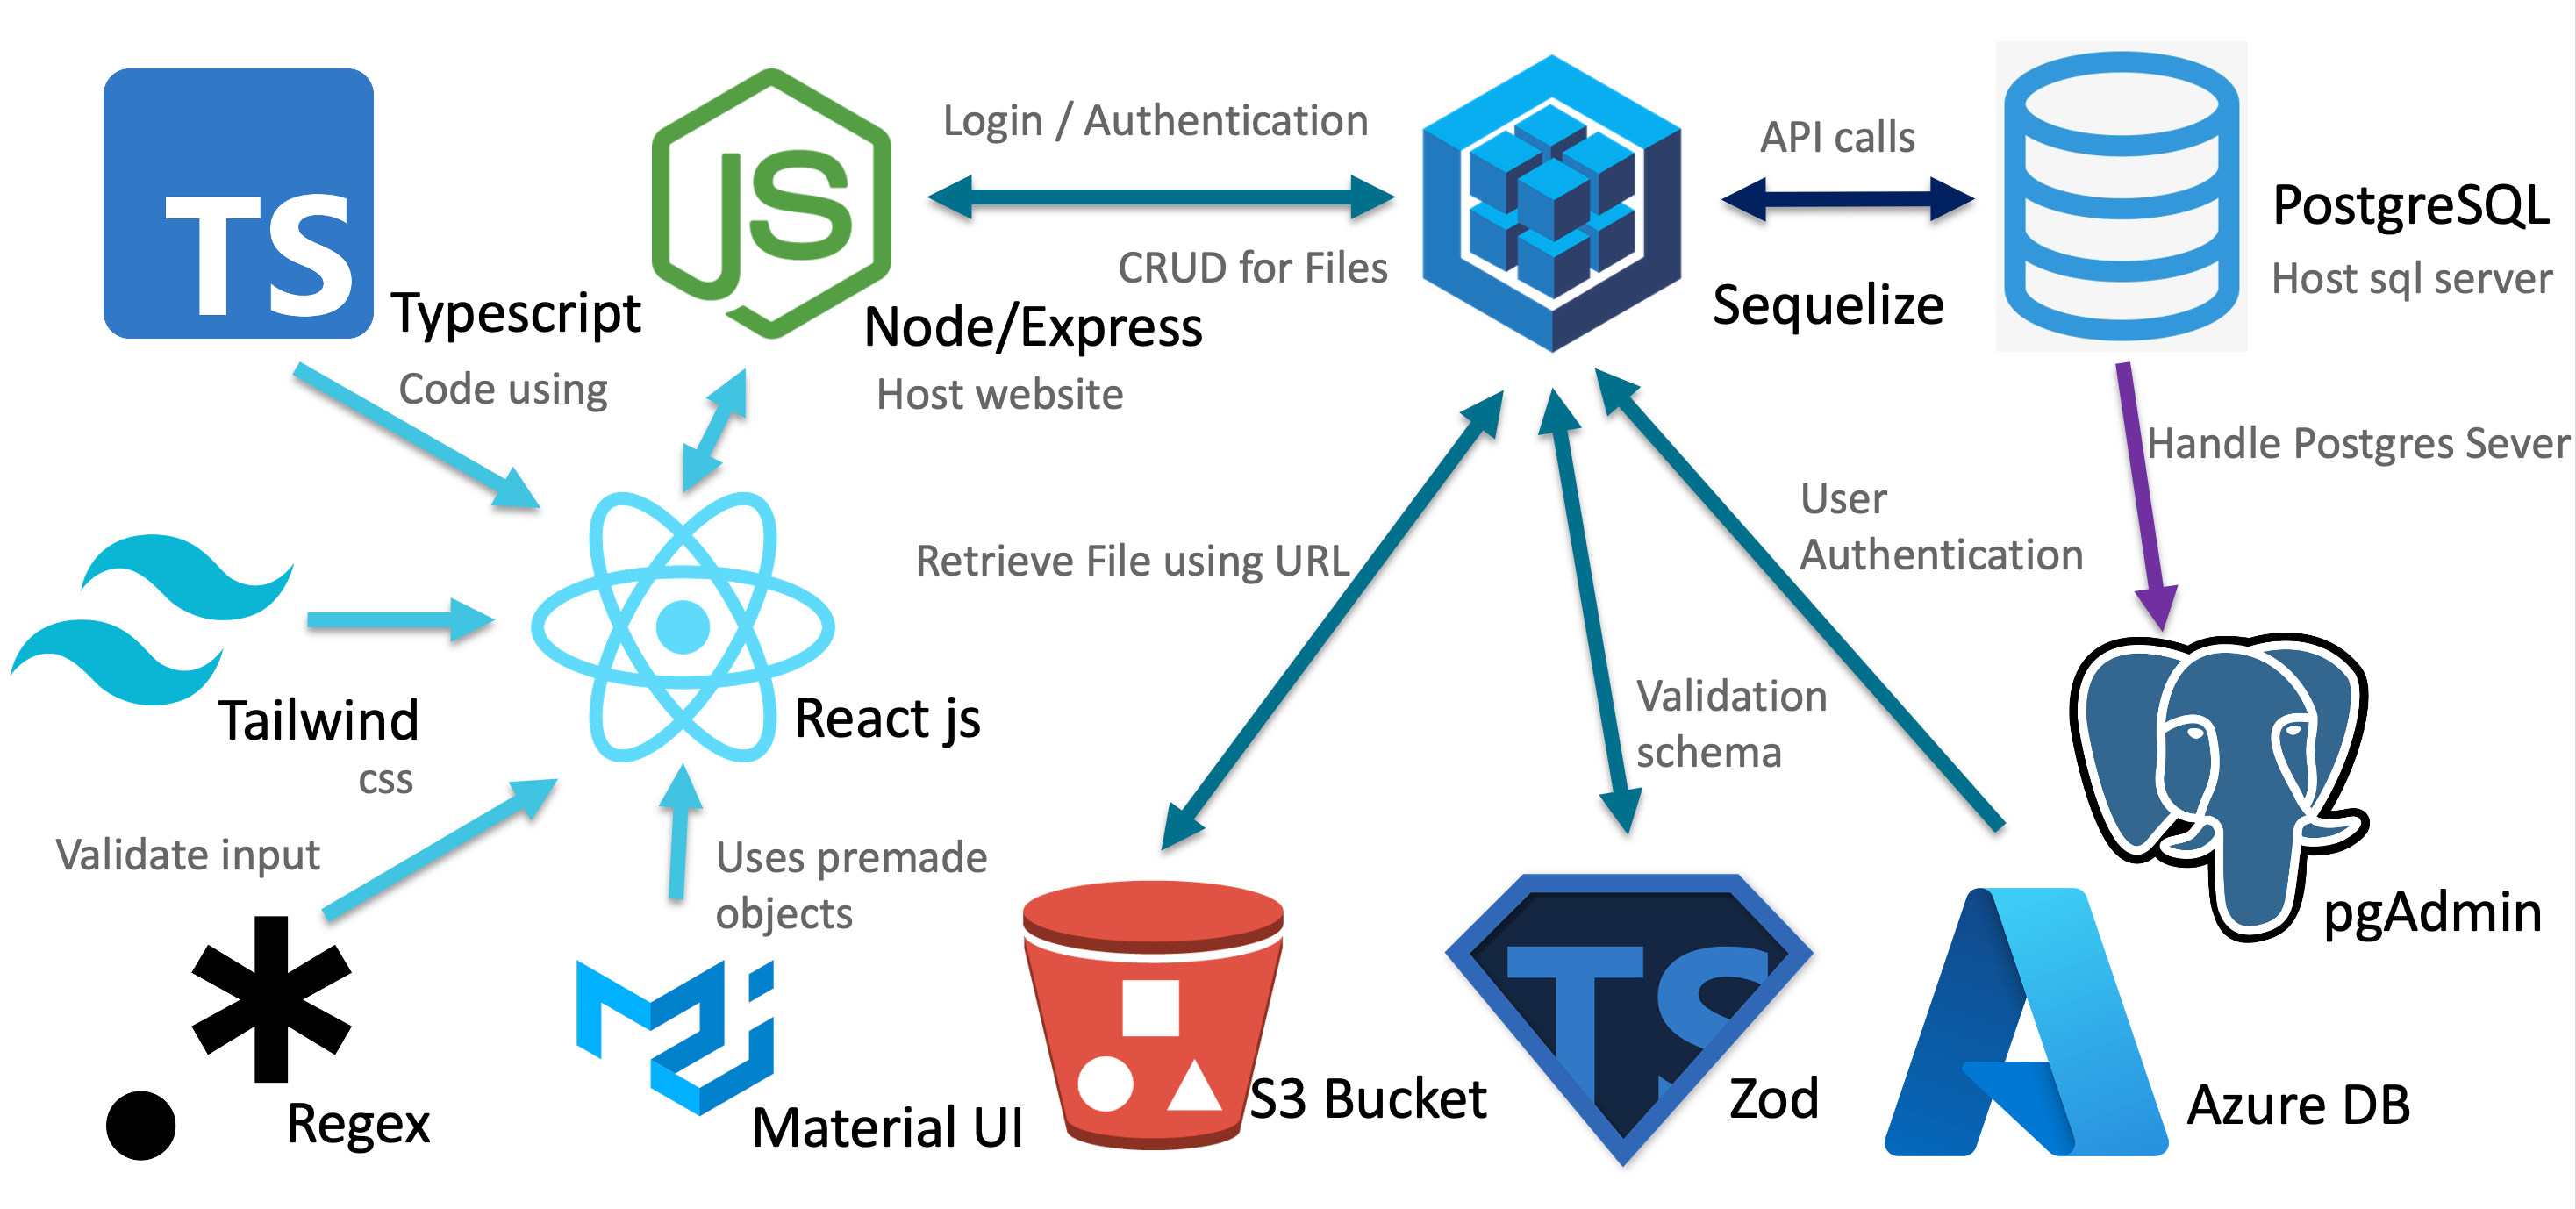 TS
Typescript
Code using
JS
Node/Express
Host website
Login / Authentication
CRUD for Files
Sequelize
API calls
PostgreSQL
Host sql server
Handle Postgres Sever
Tailwind
css
React js
Retrieve File using URL
User
Authentication
Validation
schema
Validate input
Uses premade
objects
pgAdmin
Regex
Material UI
S3 Bucket
TS
Zod
Azure DB